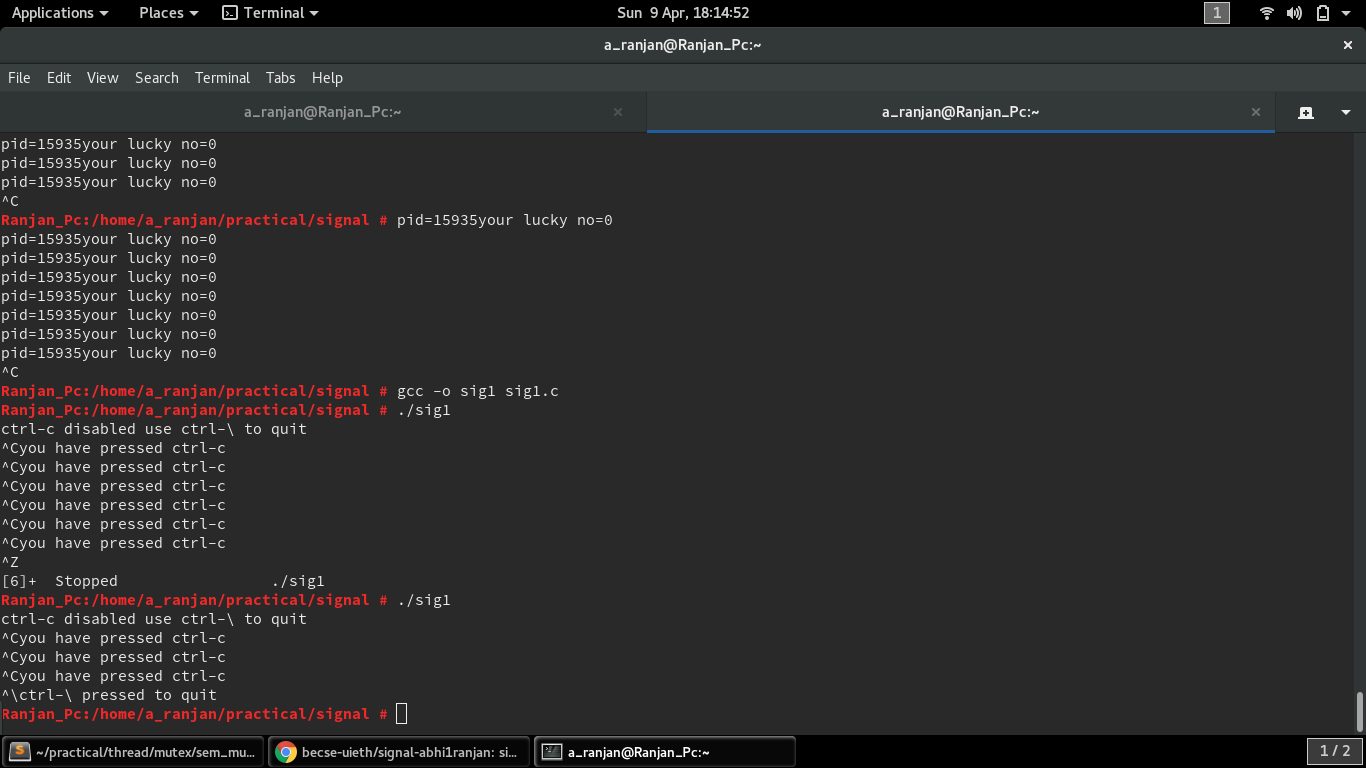 Applications Places Terminal Sun 9 Apr, 18:14:52 1
a_ranjan@Ranjan_Pc:~
File Edit View Search Terminal Tabs Help
a_ranjan@Ranjan_Pc:~ a_ranjan@Ranjan_Pc:~
pid=15935your lucky no=0
pid=15935your lucky no=0
pid=15935your lucky no=0
^C
Ranjan_Pc:/home/a_ranjan/practical/signal # pid=15935your lucky no=0
pid=15935your lucky no=0
pid=15935your lucky no=0
pid=15935your lucky no=0
pid=15935your lucky no=0
pid=15935your lucky no=0
pid=15935your lucky no=0
pid=15935your lucky no=0
^C
Ranjan_Pc:/home/a_ranjan/practical/signal # gcc -o sig1 sig1.c
Ranjan_Pc:/home/a_ranjan/practical/signal # ./sig1
ctrl-c disabled use ctrl-\ to quit
^Cyou have pressed ctrl-c
^Cyou have pressed ctrl-c
^Cyou have pressed ctrl-c
^Cyou have pressed ctrl-c
^Cyou have pressed ctrl-c
^Cyou have pressed ctrl-c
^Z
[6]+  Stopped                 ./sig1
Ranjan_Pc:/home/a_ranjan/practical/signal # ./sig1
ctrl-c disabled use ctrl-\ to quit
^Cyou have pressed ctrl-c
^Cyou have pressed ctrl-c
^Cyou have pressed ctrl-c
^\ctrl-\ pressed to quit
Ranjan_Pc:/home/a_ranjan/practical/signal #
~/practical/thread/mutex/sem_mu... becse-uieth/signal-abhi1ranjan: si... a_ranjan@Ranjan_Pc:~ 1 / 2